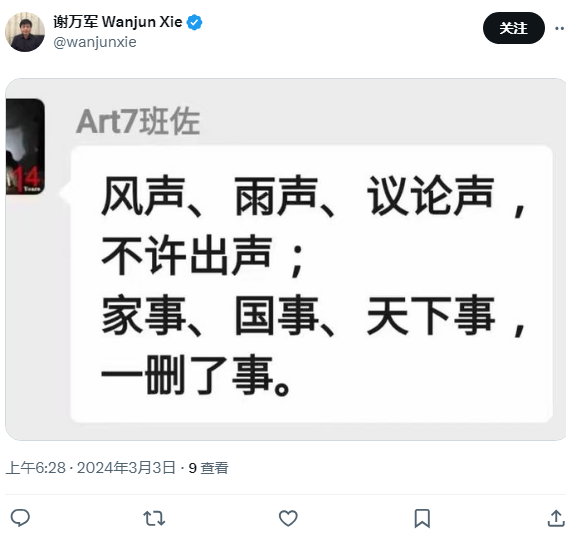 谢万军 Wanjun Xie
@wanjunxie
关注
Art7班佐
14
Years
风声、雨声、议论声，
不许出声；
家事、国事、天下事，
一删了事。
上午6:28 · 2024年3月3日 · 9 查看